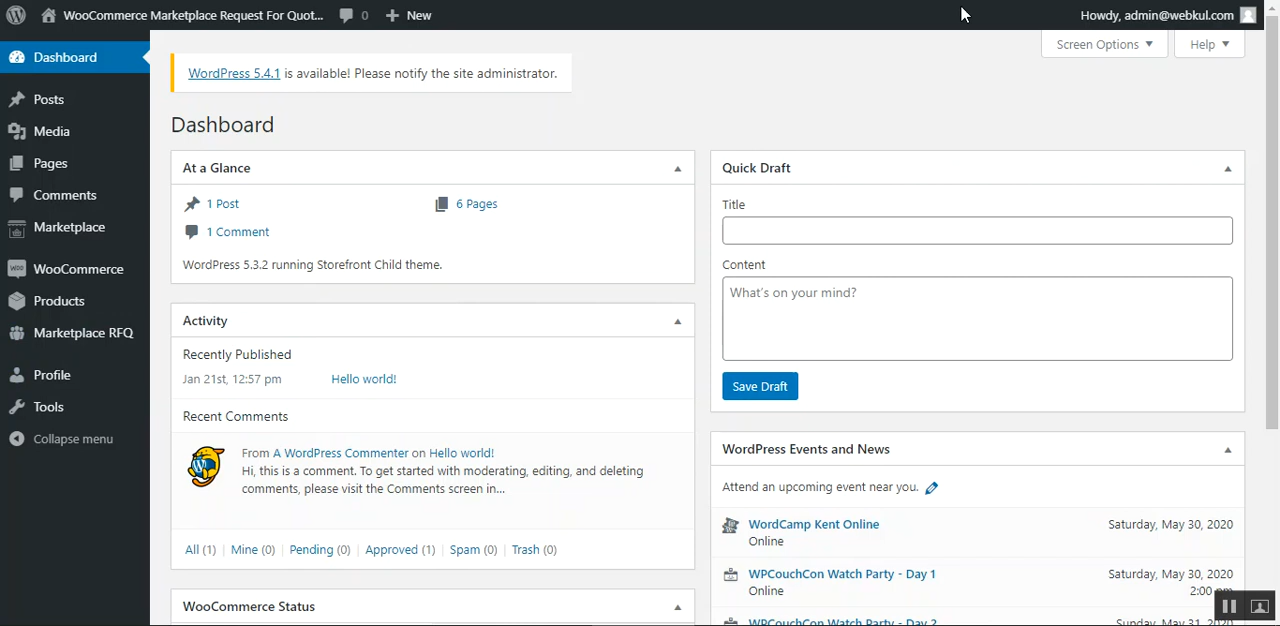 WooCommerce Marketplace Request For Quot...
0
New
Howdy, admin@webkul.com
Dashboard
Posts
Media
Pages
Comments
Marketplace
WooCommerce
Products
Marketplace RFQ
Profile
Tools
Collapse menu
Screen Options
Help
WordPress 5.4.1 is available! Please notify the site administrator.
Dashboard
At a Glance
1 Post
6 Pages
1 Comment
WordPress 5.3.2 running Storefront Child theme.
Activity
Recently Published
Jan 21st, 12:57 pm Hello world!
Recent Comments
From A WordPress Commenter on Hello world!
Hi, this is a comment. To get started with moderating, editing, and deleting
comments, please visit the Comments screen in...
All (1) | Mine (0) | Pending (0) | Approved (1) | Spam (0) | Trash (0)
WooCommerce Status
Quick Draft
Title
Content
What's on your mind?
Save Draft
WordPress Events and News
Attend an upcoming event near you.
WordCamp Kent Online Saturday, May 30, 2020
Online
WPCouchCon Watch Party - Day 1 Saturday, May 30, 2020
Online 2:00 pm
WPCouchCon Watch Party - Day 2 Sunday, May 31, 2020